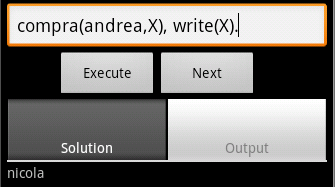 compra(andrea,X), write(X).
Execute Next
Solution Output
nicola